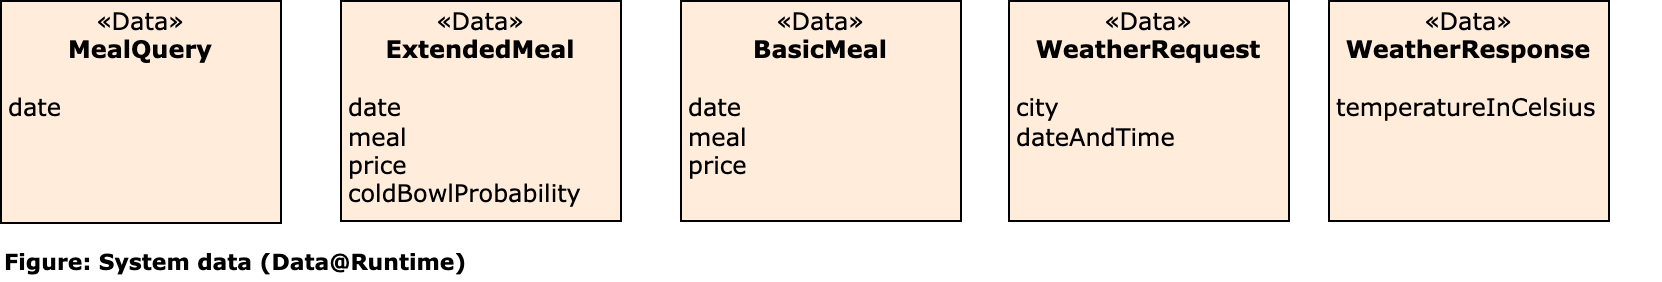 «Data»
MealQuery
date
«Data»
ExtendedMeal
date
meal
price
coldBowlProbability
«Data»
BasicMeal
date
meal
price
«Data»
WeatherRequest
city
dateAndTime
«Data»
WeatherResponse
temperatureInCelsius
Figure: System data (Data@Runtime)